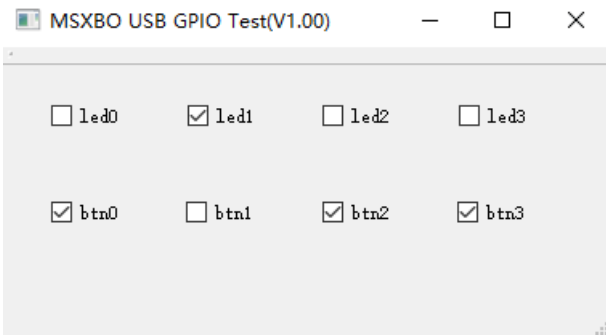 MSXBO USB GPIO Test(V1.00)
led0 led1 led2 led3
btn0 btn1 btn2 btn3